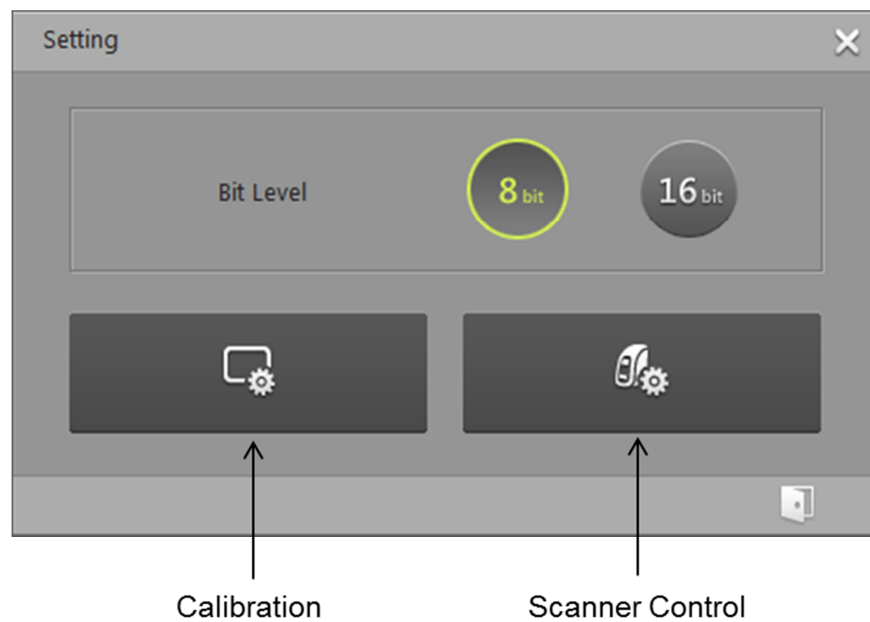 Setting
Bit Level
8 bit
16 bit
Calibration
Scanner Control